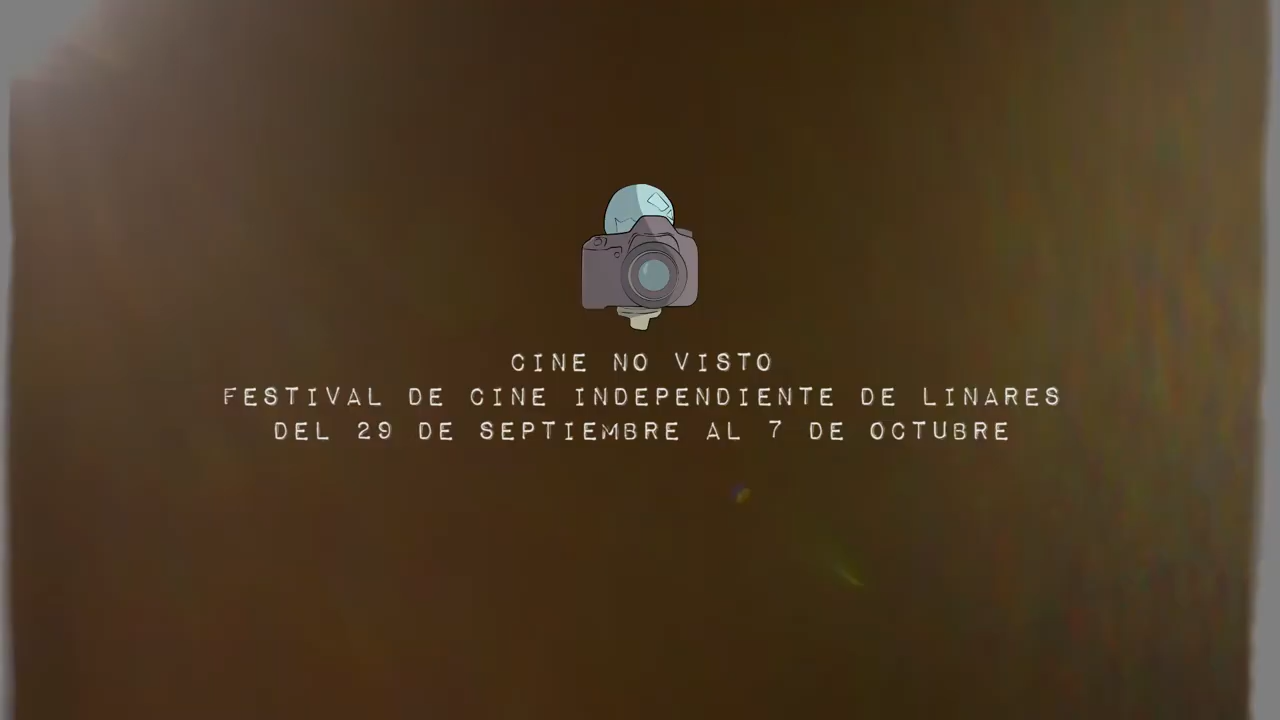 CINE NO VISTO
FESTIVAL DE CINE INDEPENDIENTE DE LINARES
DEL 29 DE SEPTIEMBRE AL 7 DE OCTUBRE